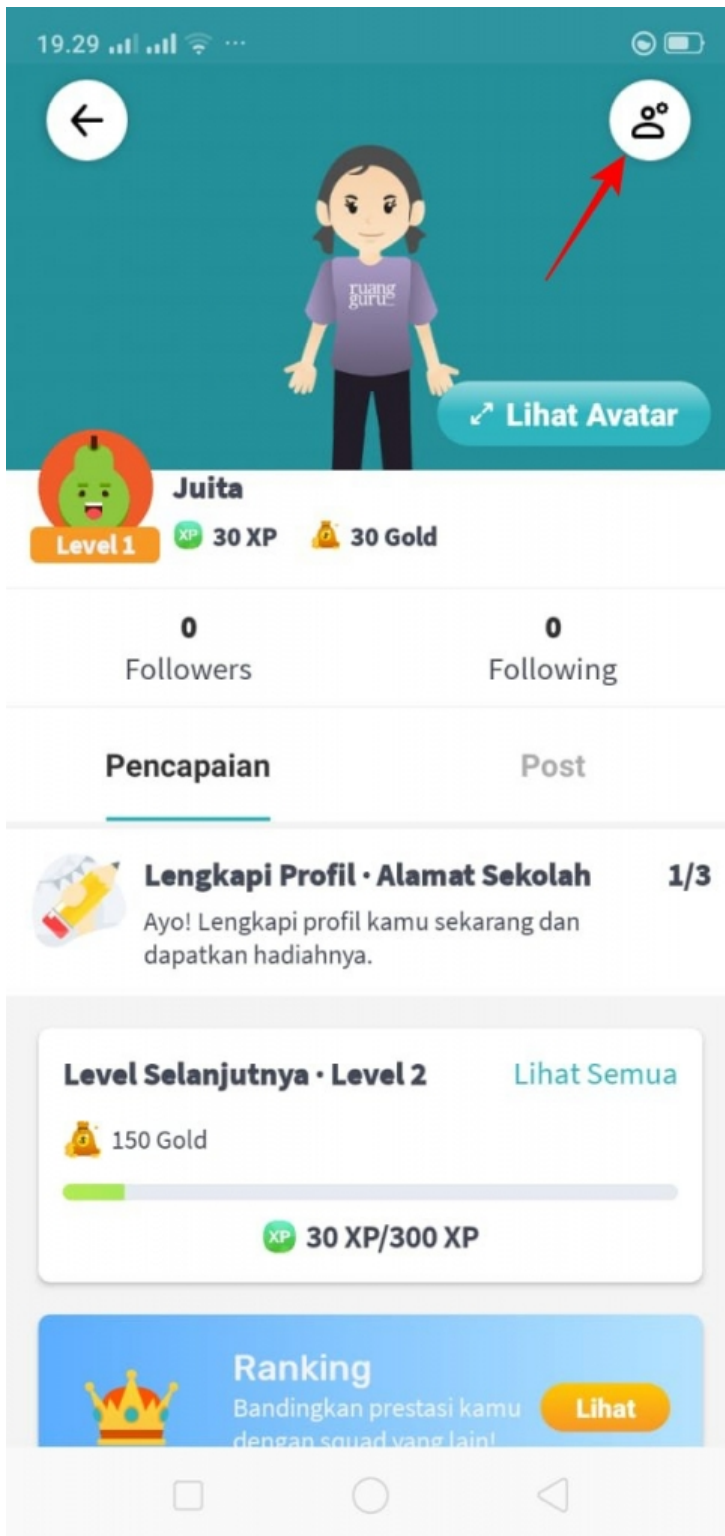 19.29
Lihat Avatar
ruang
guru
Juita
Level 1
XP 30 XP
30 Gold
0
Followers
0
Following
Pencapaian
Post
Lengkapi Profil · Alamat Sekolah 1/3
Ayo! Lengkapi profil kamu sekarang dan
dapatkan hadiahnya.
Level Selanjutnya · Level 2
Lihat Semua
150 Gold
XP 30 XP/300 XP
Ranking
Bandingkan prestasi kamu
dengan squad yang lain!
Lihat